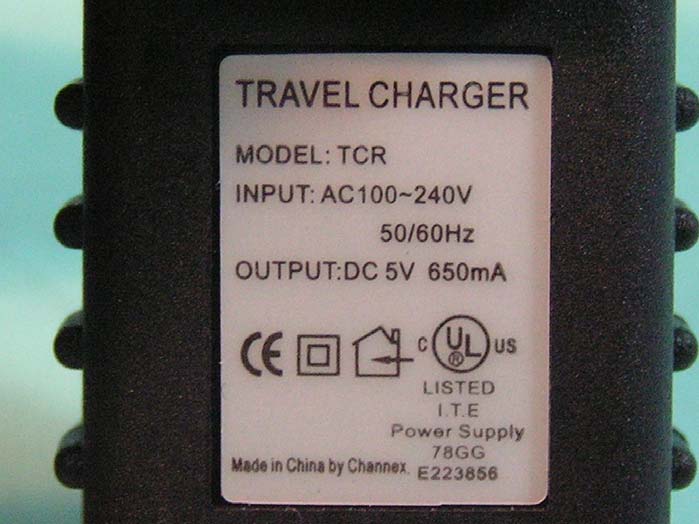 TRAVEL CHARGER
MODEL: TCR
INPUT: AC100~240V
50/60Hz
OUTPUT:DC 5V 650mA
CE
C UL US
®
LISTED
I.T.E
Power Supply
78GG
Made in China by Channex. E223856